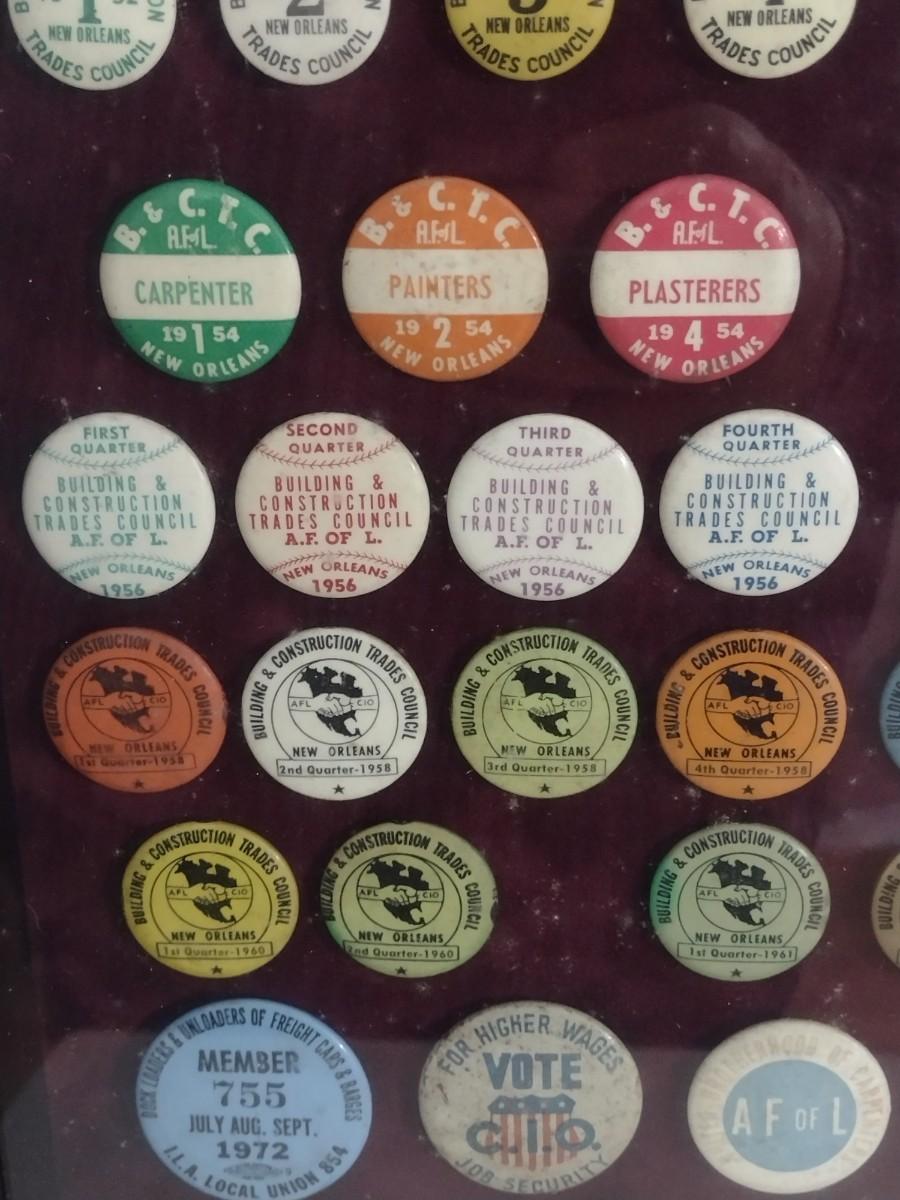 1
NEW ORLEANS
TRADES COUNCIL
2
NEW ORLEANS
TRADES COUNCIL
3
NEW ORLEANS
TRADES COUNCIL
NEW ORLEANS
TRADES COUNCIL
B. & C. T. C.
A.F. of L.
CARPENTER
19 1 54
NEW ORLEANS
B. & C. T. C.
A.F. of L.
PAINTERS
19 2 54
NEW ORLEANS
B. & C. T. C.
A.F. of L.
PLASTERERS
19 4 54
NEW ORLEANS
FIRST
QUARTER
BUILDING &
CONSTRUCTION
TRADES COUNCIL
A.F. OF L.
NEW ORLEANS
1956
SECOND
QUARTER
BUILDING &
CONSTRUCTION
TRADES COUNCIL
A.F. OF L.
NEW ORLEANS
1956
THIRD
QUARTER
BUILDING &
CONSTRUCTION
TRADES COUNCIL
A.F. OF L.
NEW ORLEANS
1956
FOURTH
QUARTER
BUILDING &
CONSTRUCTION
TRADES COUNCIL
A.F. OF L.
NEW ORLEANS
1956
BUILDING & CONSTRUCTION TRADES COUNCIL
AFL CIO
NEW ORLEANS
1st Quarter-1958
BUILDING & CONSTRUCTION TRADES COUNCIL
AFL CIO
NEW ORLEANS
2nd Quarter-1958
BUILDING & CONSTRUCTION TRADES COUNCIL
AFL CIO
NEW ORLEANS
3rd Quarter-1958
BUILDING & CONSTRUCTION TRADES COUNCIL
AFL CIO
NEW ORLEANS
4th Quarter-1958
BUILDING & CONSTRUCTION TRADES COUNCIL
AFL CIO
NEW ORLEANS
1st Quarter-1960
BUILDING & CONSTRUCTION TRADES COUNCIL
AFL CIO
NEW ORLEANS
2nd Quarter-1960
BUILDING & CONSTRUCTION TRADES COUNCIL
AFL CIO
NEW ORLEANS
1st Quarter-1961
BUILDING
DOCK LOADERS & UNLOADERS OF FREIGHT CARS & BARGES
MEMBER
755
JULY AUG. SEPT.
1972
I.L.A. LOCAL UNION 854
FOR HIGHER WAGES
VOTE
C.I.O.
JOB SECURITY
BROTHERHOOD OF CARPENTERS
A F OF L